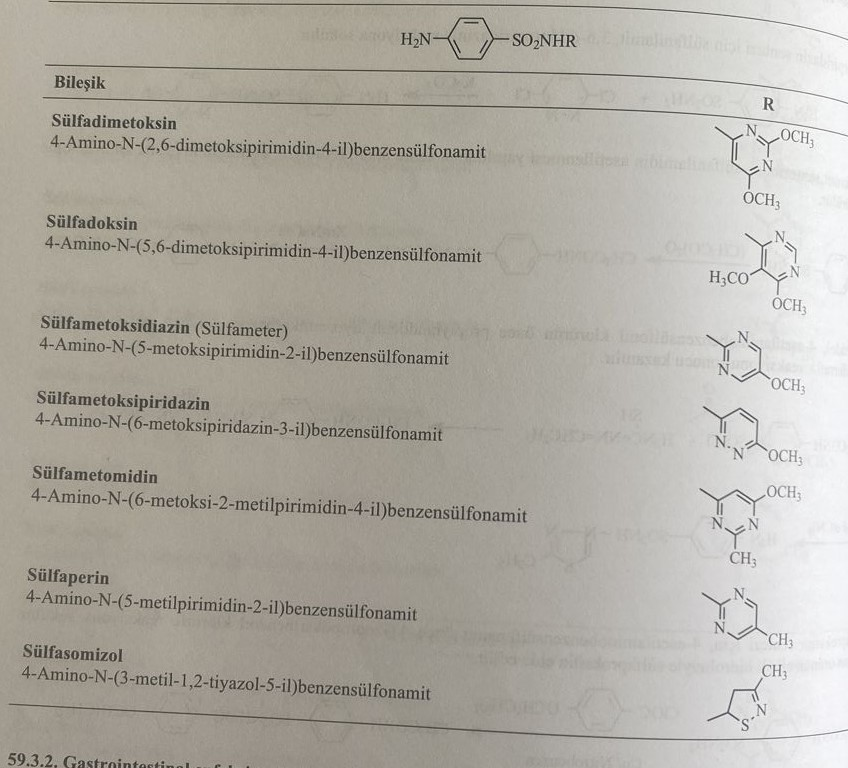 H₂N SO₂NHR
Bileşik R
Sülfadimetoksin
4-Amino-N-(2,6-dimetoksipirimidin-4-il)benzensülfonamit
N OCH₃
N
OCH₃
Sülfadoksin
4-Amino-N-(5,6-dimetoksipirimidin-4-il)benzensülfonamit
N
N
H₃CO
OCH₃
Sülfametoksidiazin (Sülfameter)
4-Amino-N-(5-metoksipirimidin-2-il)benzensülfonamit
N
N
OCH₃
Sülfametoksipiridazin
4-Amino-N-(6-metoksipiridazin-3-il)benzensülfonamit
N
N
OCH₃
Sülfametomidin
4-Amino-N-(6-metoksi-2-metilpirimidin-4-il)benzensülfonamit
OCH₃
N N
CH₃
Sülfaperin
4-Amino-N-(5-metilpirimidin-2-il)benzensülfonamit
N
N
CH₃
Sülfasomizol
4-Amino-N-(3-metil-1,2-tiyazol-5-il)benzensülfonamit
CH₃
N
S
59.3.2. Gastrointestinal